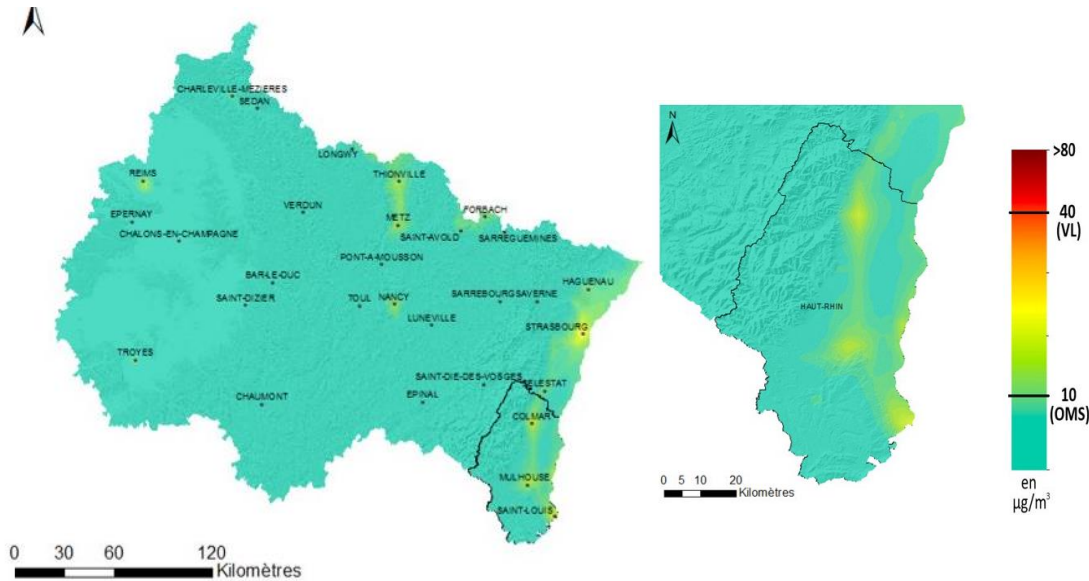 CHARLEVILLE-MEZIERES
SEDAN
LONGWY
THIONVILLE
REIMS
FORBACH
VERDUN
EPERNAY
METZ
SAINT-AVOLD
SARREGUEMINES
CHALONS-EN-CHAMPAGNE
PONT-A-MOUSSON
BAR-LE-DUC
HAGUENAU
SAINT-DIZIER
TOUL
NANCY
SARREBOURG
SAVERNE
LUNEVILLE
STRASBOURG
TROYES
SAINT-DIE-DES-VOSGES
SELESTAT
CHAUMONT
EPINAL
COLMAR
MULHOUSE
SAINT-LOUIS
0 30 60 120
Kilomètres
N
HAUT-RHIN
0 5 10 20
Kilomètres
>80
40
(VL)
10
(OMS)
en
µg/m³